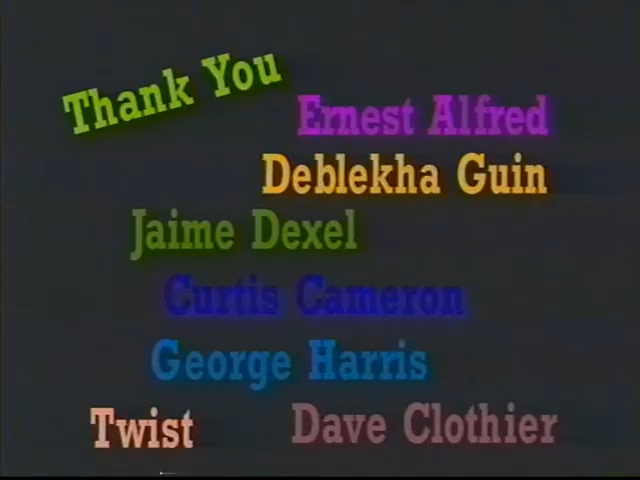 Thank You
Ernest Alfred
Deblekha Guin
Jaime Dexel
Curtis Cameron
George Harris
Twist
Dave Clothier